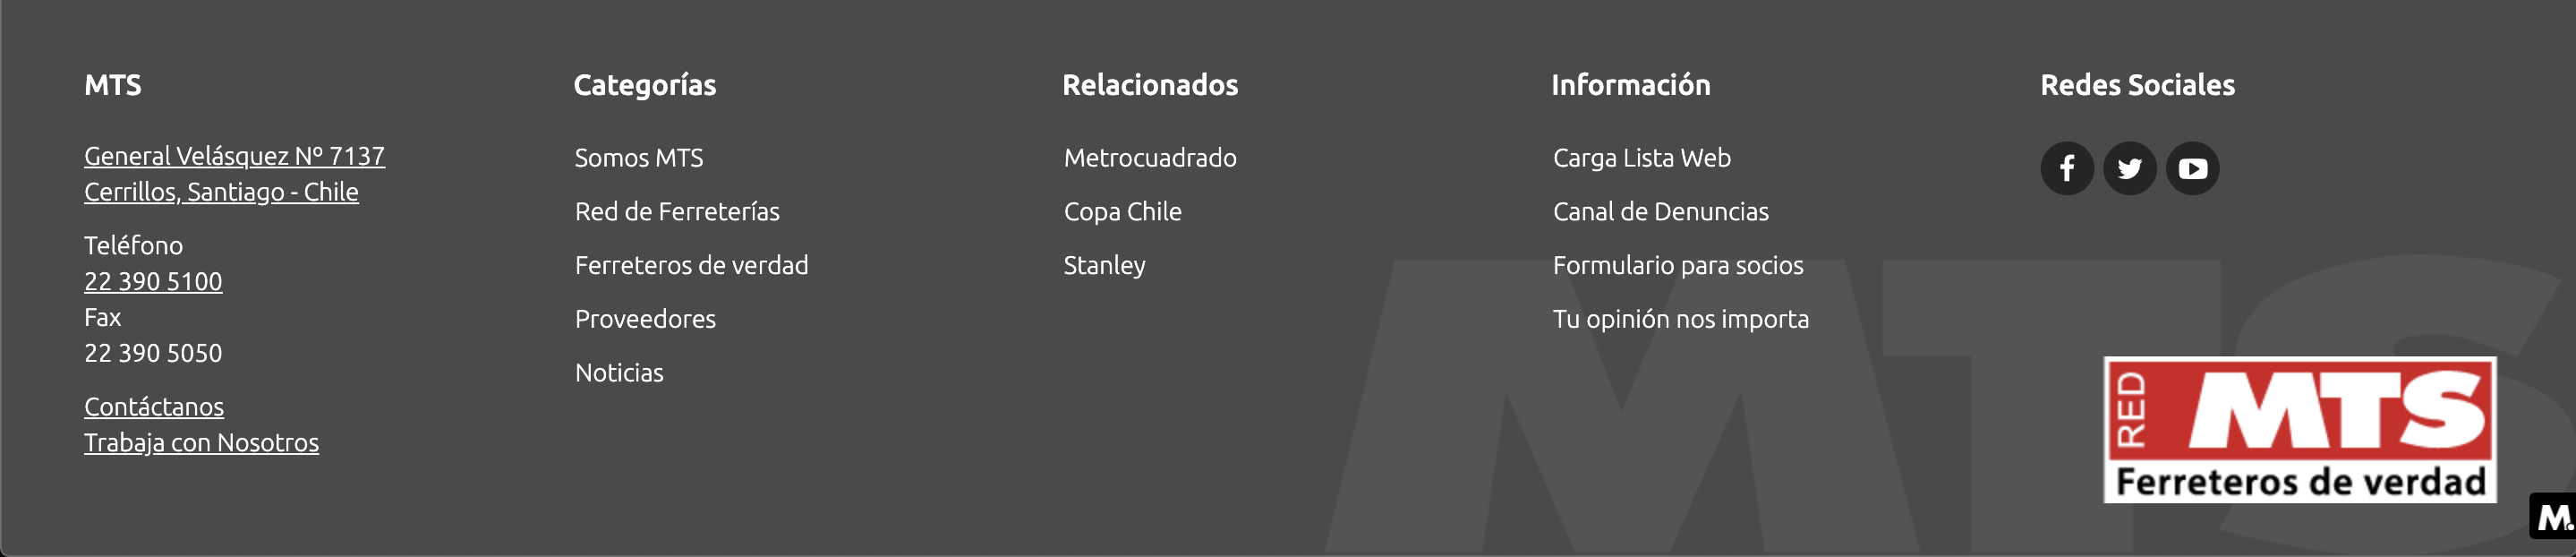 MTS
General Velásquez Nº 7137
Cerrillos, Santiago - Chile
Teléfono
22 390 5100
Fax
22 390 5050
Contáctanos
Trabaja con Nosotros
Categorías
Somos MTS
Red de Ferreterías
Ferreteros de verdad
Proveedores
Noticias
Relacionados
Metrocuadrado
Copa Chile
Stanley
Información
Carga Lista Web
Canal de Denuncias
Formulario para socios
Tu opinión nos importa
Redes Sociales
MTS
RED MTS
Ferreteros de verdad
M.